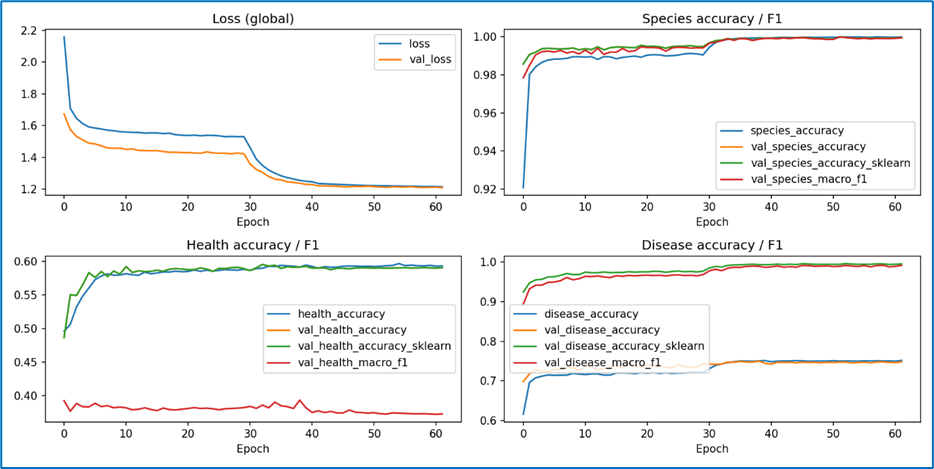 Loss (global)
2.2
2.0
1.8
1.6
1.4
1.2
loss
val_loss
0 10 20 30 40 50 60
Epoch
Species accuracy / F1
1.00
0.98
0.96
0.94
0.92
species_accuracy
val_species_accuracy
val_species_accuracy_sklearn
val_species_macro_f1
0 10 20 30 40 50 60
Epoch
Health accuracy / F1
0.60
0.55
0.50
0.45
0.40
health_accuracy
val_health_accuracy
val_health_accuracy_sklearn
val_health_macro_f1
0 10 20 30 40 50 60
Epoch
Disease accuracy / F1
1.0
0.9
0.8
0.7
0.6
disease_accuracy
val_disease_accuracy
val_disease_accuracy_sklearn
val_disease_macro_f1
0 10 20 30 40 50 60
Epoch